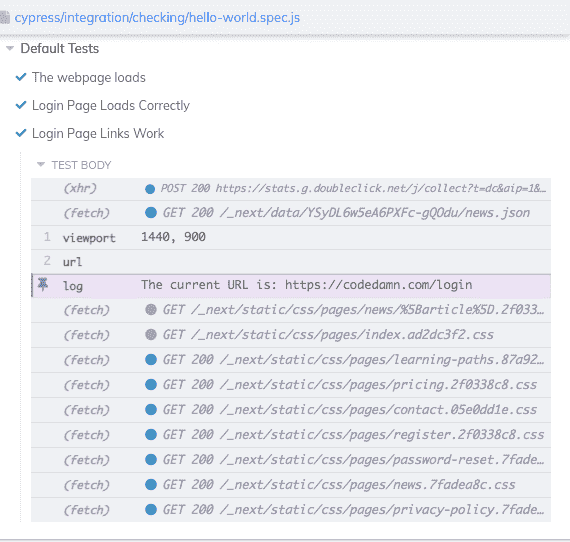 cypress/integration/checking/hello-world.spec.js
Default Tests
The webpage loads
Login Page Loads Correctly
Login Page Links Work
TEST BODY
(xhr) POST 200 https://stats.g.doubleclick.net/j/collect?t=dc&aip=1&…
(fetch) GET 200 /_next/data/YSyDL6w5eA6PXFc-gQOdu/news.json
1 viewport 1440, 900
2 url
log The current URL is: https://codedamn.com/login
(fetch) GET /_next/static/css/pages/news/%5Barticle%5D.2f033…
(fetch) GET /_next/static/css/pages/index.ad2dc3f2.css
(fetch) GET 200 /_next/static/css/pages/learning-paths.87a92…
(fetch) GET 200 /_next/static/css/pages/pricing.2f0338c8.css
(fetch) GET 200 /_next/static/css/pages/contact.05e0dd1e.css
(fetch) GET 200 /_next/static/css/pages/register.2f0338c8.css
(fetch) GET 200 /_next/static/css/pages/password-reset.7fade…
(fetch) GET 200 /_next/static/css/pages/news.7fadea8c.css
(fetch) GET 200 /_next/static/css/pages/privacy-policy.7fade…